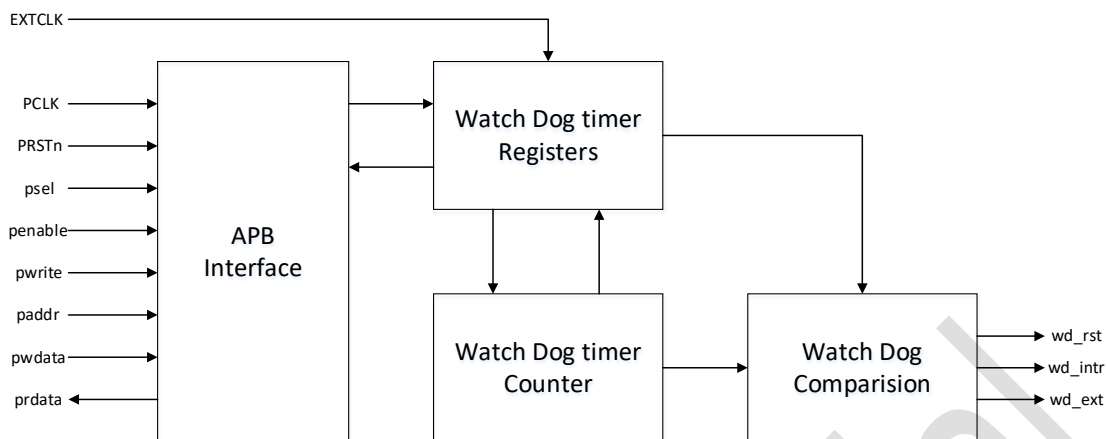 EXTCLK
PCLK
PRSTn
psel
penable
pwrite
paddr
pwdata
prdata
APB
Interface
Watch Dog timer
Registers
Watch Dog timer
Counter
Watch Dog
Comparision
wd_rst
wd_intr
wd_ext